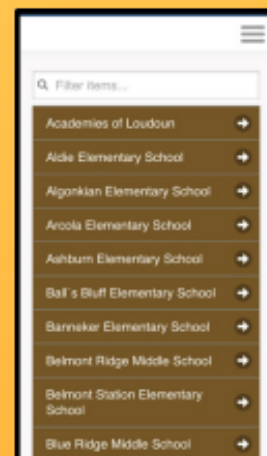 Filter items...
Academies of Loudoun
Aldie Elementary School
Algonkian Elementary School
Arcola Elementary School
Ashburn Elementary School
Ball`s Bluff Elementary School
Banneker Elementary School
Belmont Ridge Middle School
Belmont Station Elementary
School
Blue Ridge Middle School